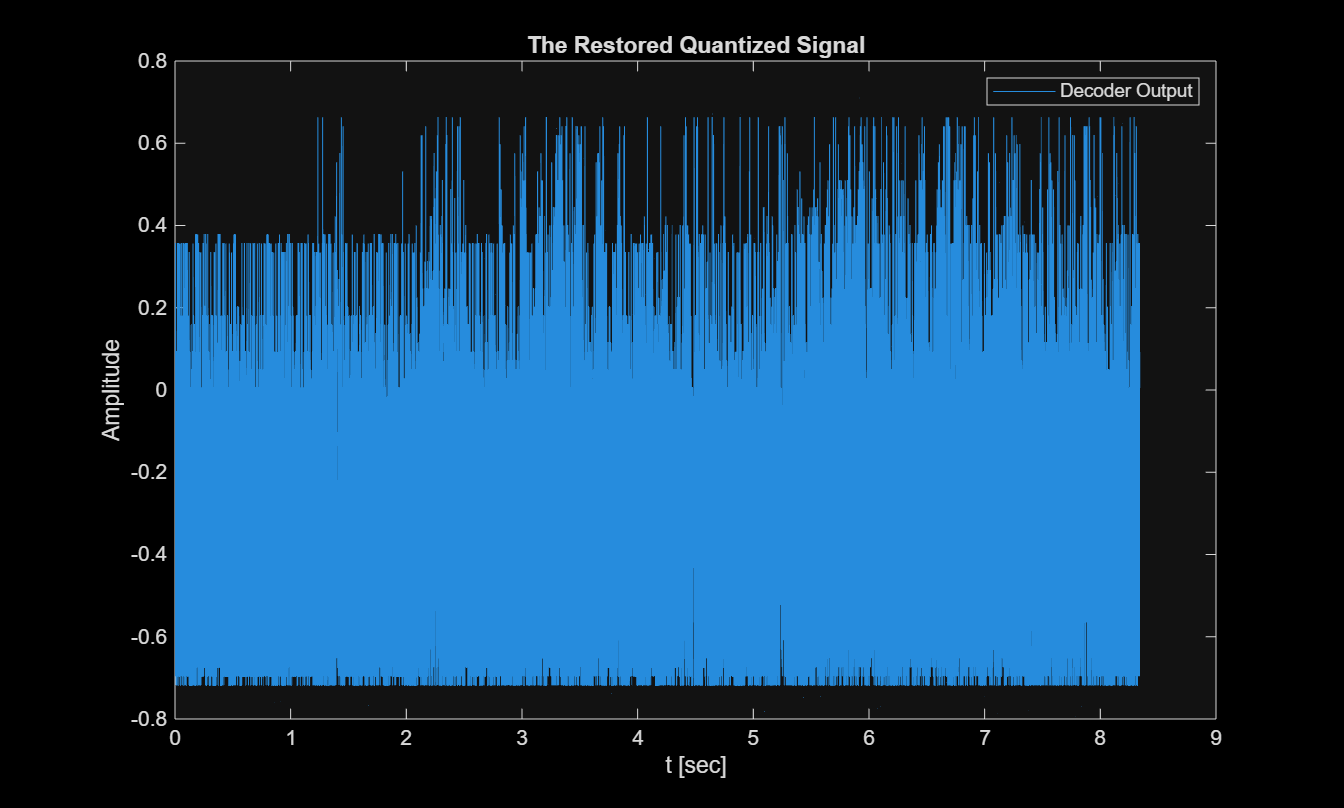 The Restored Quantized Signal
Decoder Output
0.8
0.6
0.4
0.2
0
-0.2
-0.4
-0.6
-0.8
Amplitude
0 1 2 3 4 5 6 7 8 9
t [sec]